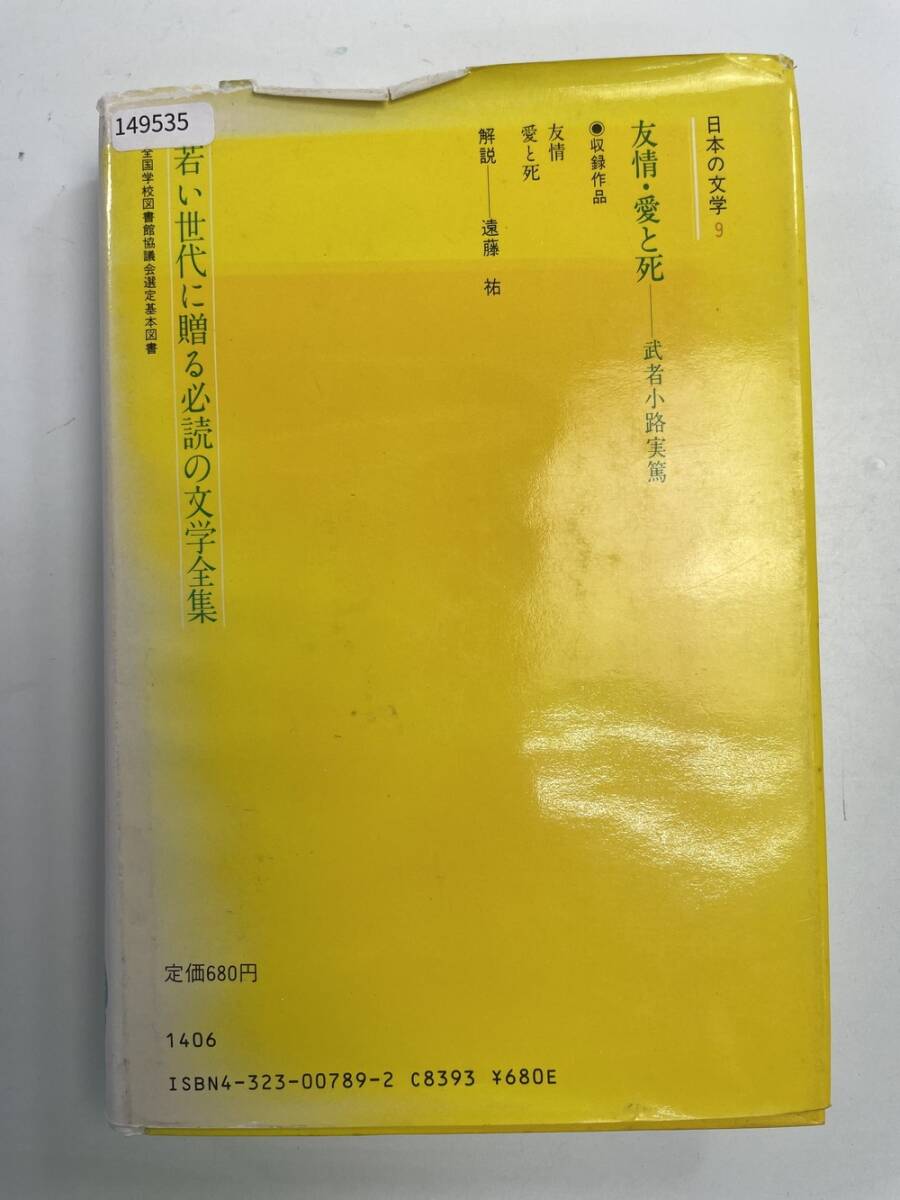 日本の文学 9
友情・愛と死――武者小路実篤
◉収録作品
友情
愛と死
解説――遠藤 祐
若い世代に贈る必読の文学全集
全国学校図書館協議会選定基本図書
149535
定価680円
1406
ISBN4-323-00789-2 C8393 ¥680E